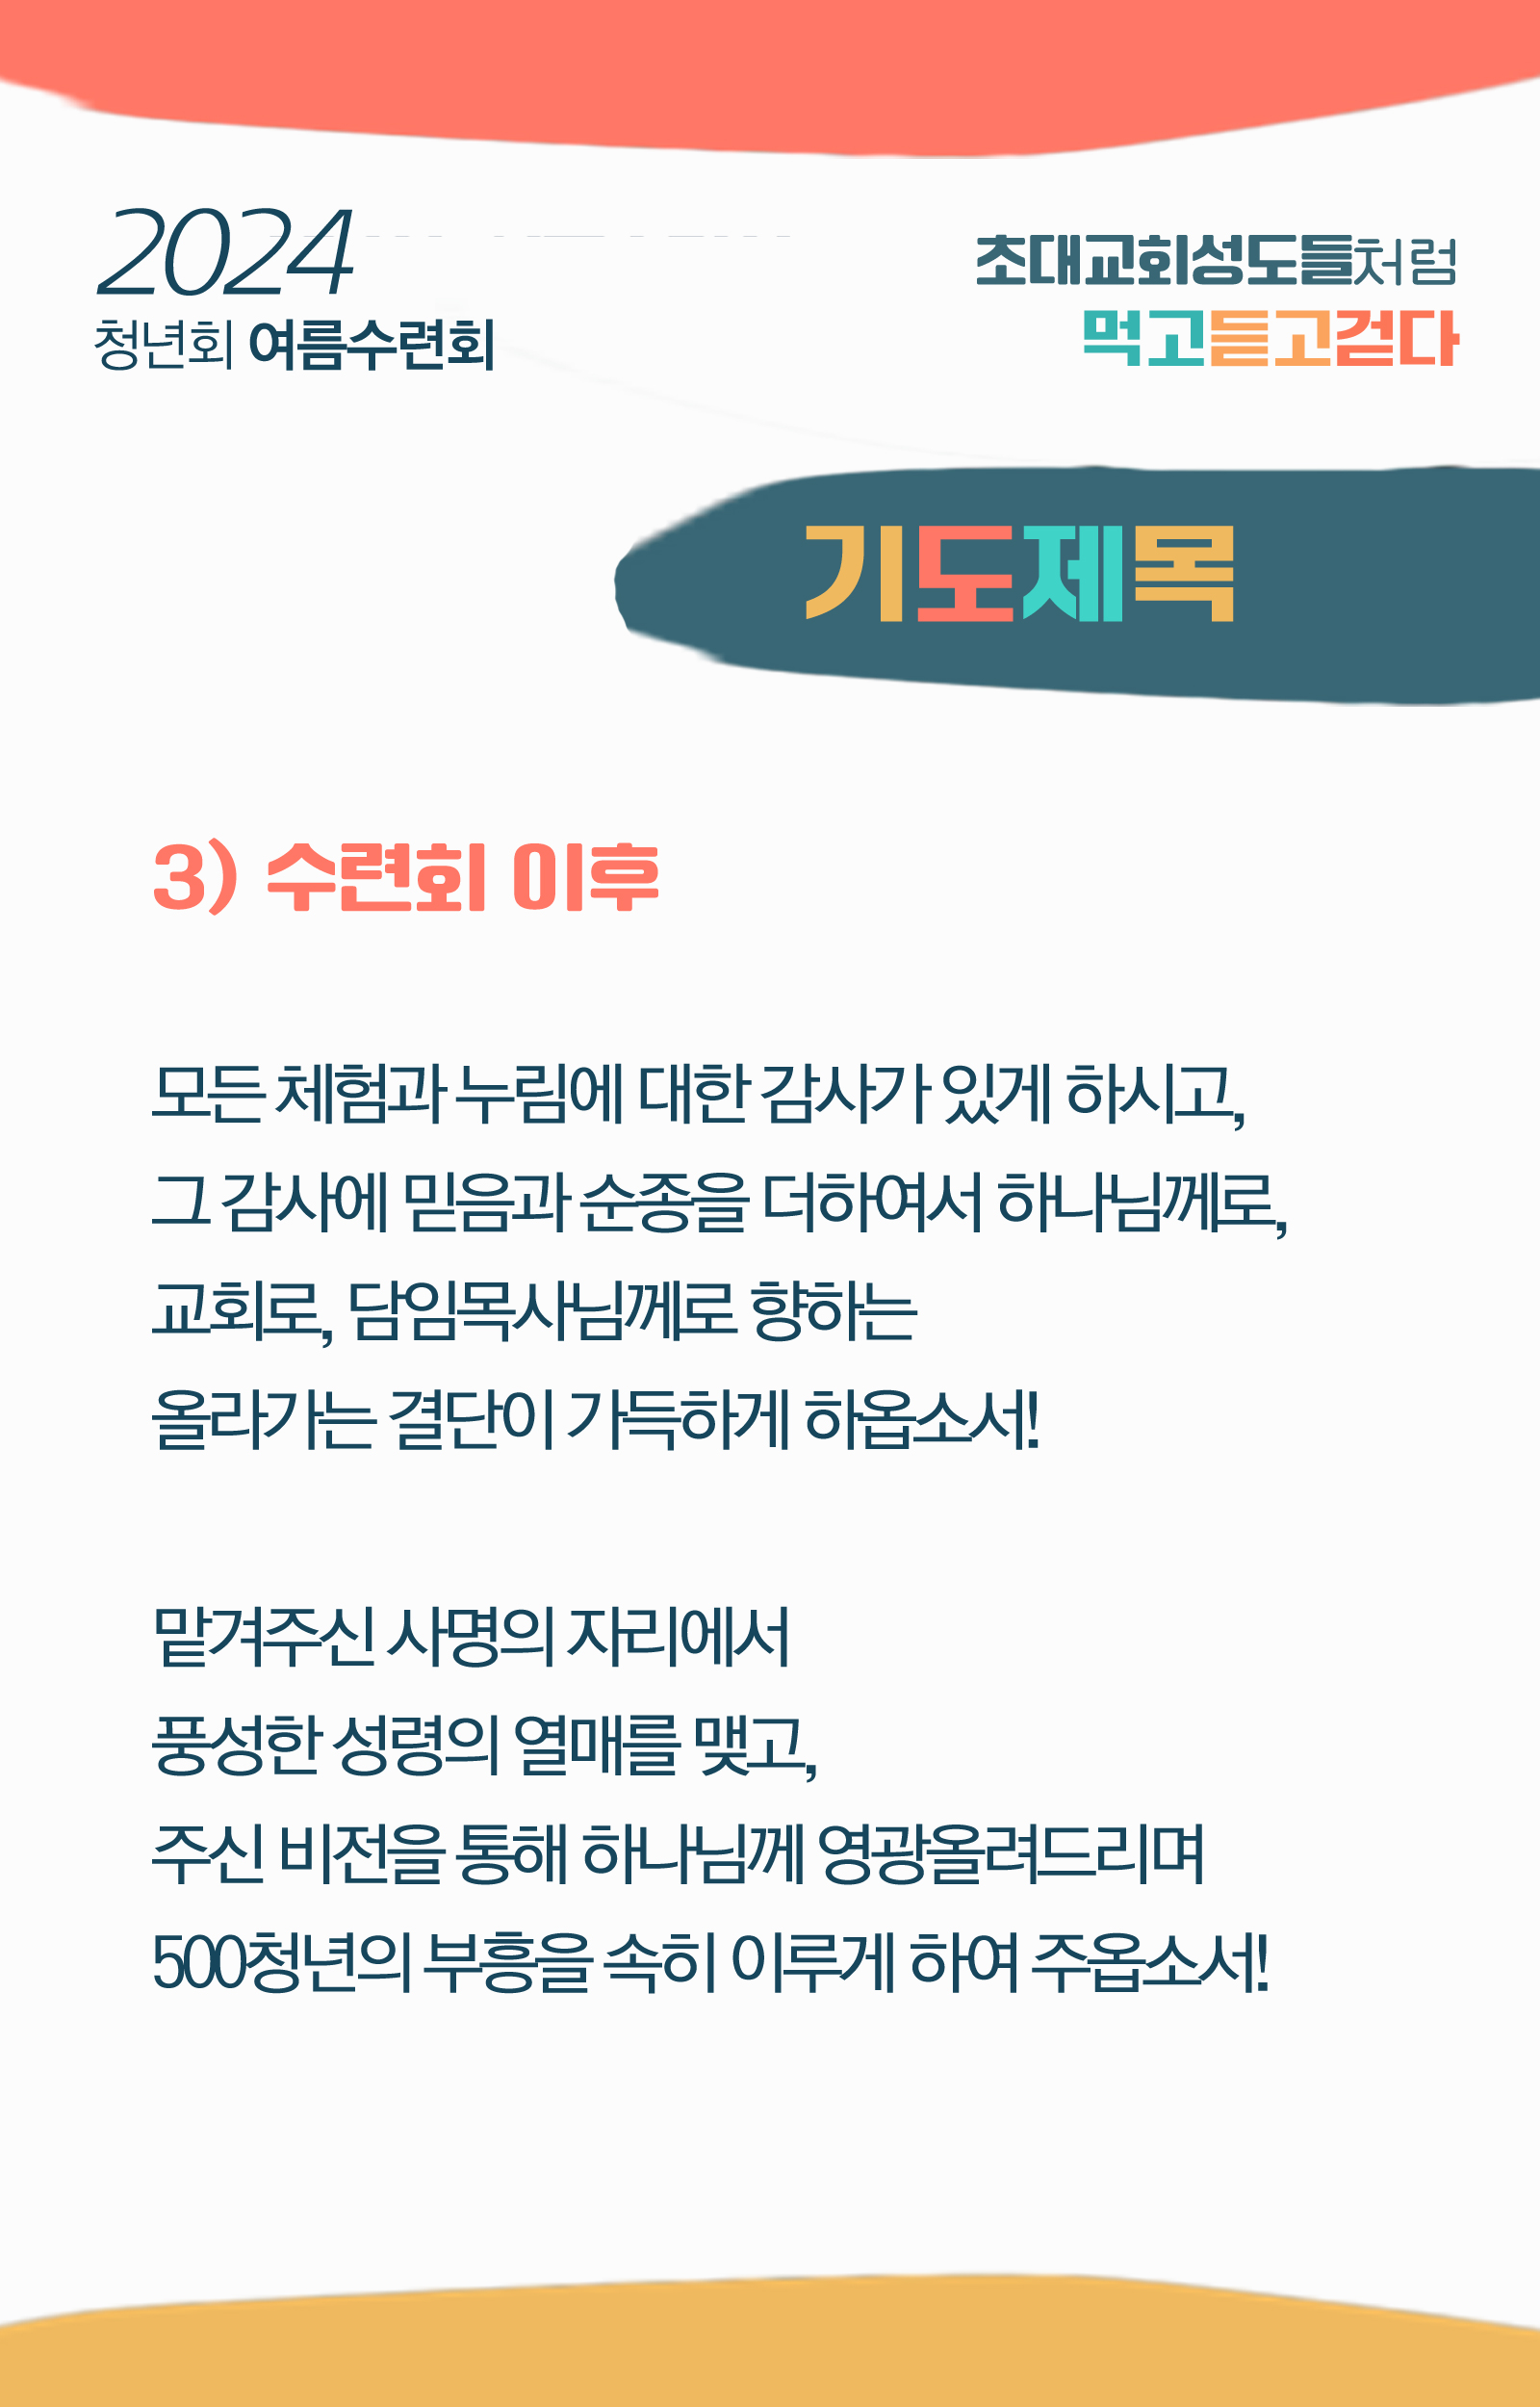 2024
청년회 여름수련회
초대교회성도들처럼
먹고듣고걷다
기도제목
3) 수련회 이후
모든 체험과 누림에 대한 감사가 있게 하시고,
그 감사에 믿음과 순종을 더하여서 하나님께로,
교회로, 담임목사님께로 향하는
올라가는 결단이 가득하게 하옵소서!
맡겨주신 사명의 자리에서
풍성한 성령의 열매를 맺고,
주신 비전을 통해 하나님께 영광올려드리며
500청년의 부흥을 속히 이루게 하여 주옵소서!